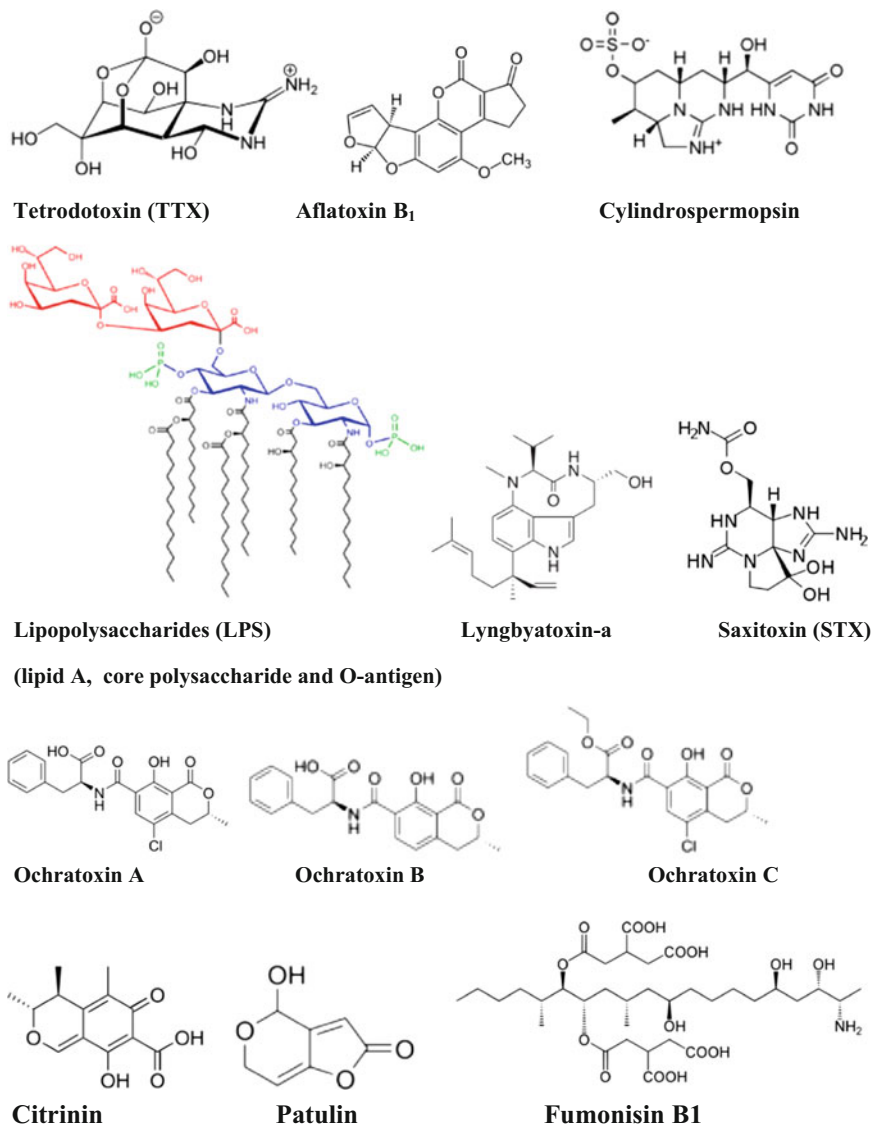 Tetrodotoxin (TTX) Aflatoxin B₁ Cylindrospermopsin
Lipopolysaccharides (LPS) Lyngbyatoxin-a Saxitoxin (STX)
(lipid A, core polysaccharide and O-antigen)
Ochratoxin A Ochratoxin B Ochratoxin C
Citrinin Patulin Fumonisin B1